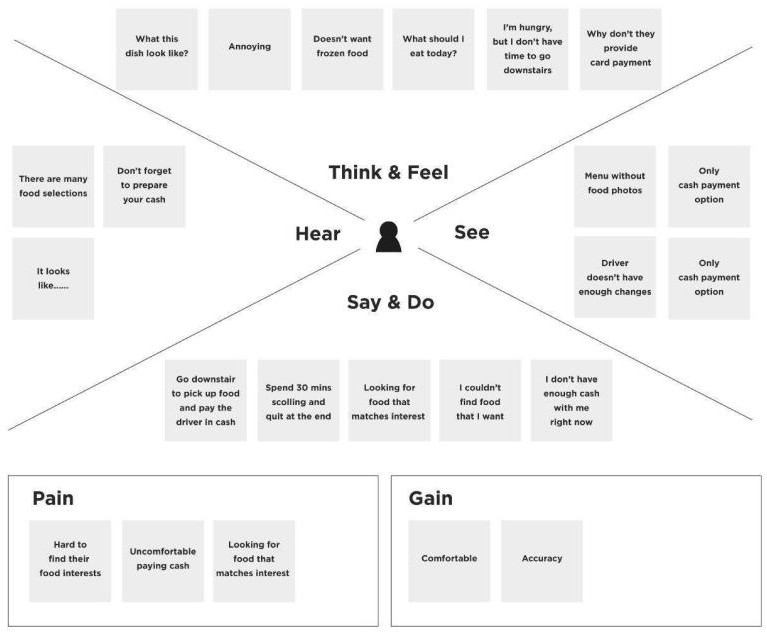 What this
dish look like?
Annoying
Doesn't want
frozen food
What should I
eat today?
I'm hungry,
but I don't have
time to go
downstairs
Why don't they
provide
card payment
There are many
food selections
Don't forget
to prepare
your cash
It looks
like......
Think & Feel
Hear
See
Say & Do
Menu without
food photos
Only
cash payment
option
Driver
doesn't have
enough changes
Only
cash payment
option
Go downstair
to pick up food
and pay the
driver in cash
Spend 30 mins
scolling and
quit at the end
Looking for
food that
matches interest
I couldn't
find food
that I want
I don't have
enough cash
with me
right now
Pain
Hard to
find their
food interests
Uncomfortable
paying cash
Looking for
food that
matches interest
Gain
Comfortable
Accuracy